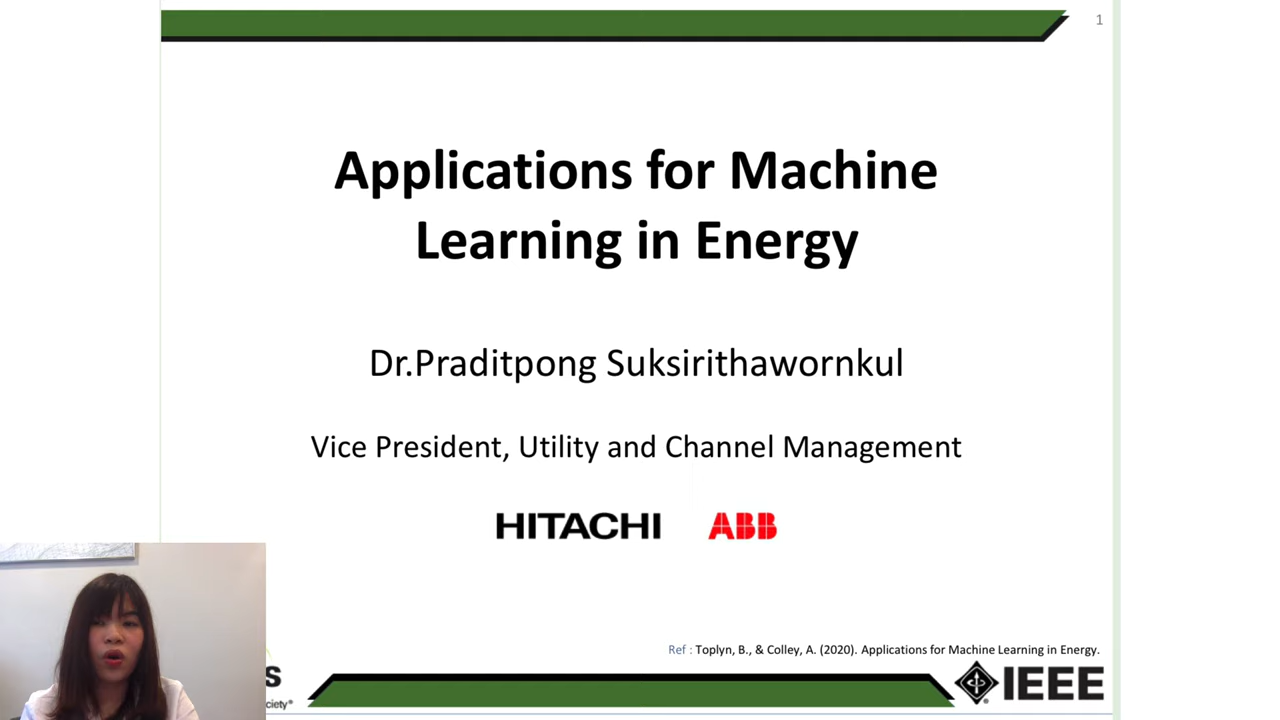 1
Applications for Machine
Learning in Energy
Dr.Praditpong Suksirithawornkul
Vice President, Utility and Channel Management
HITACHI ABB
Ref : Toplyn, B., & Colley, A. (2020). Applications for Machine Learning in Energy.
S
ciety®
IEEE